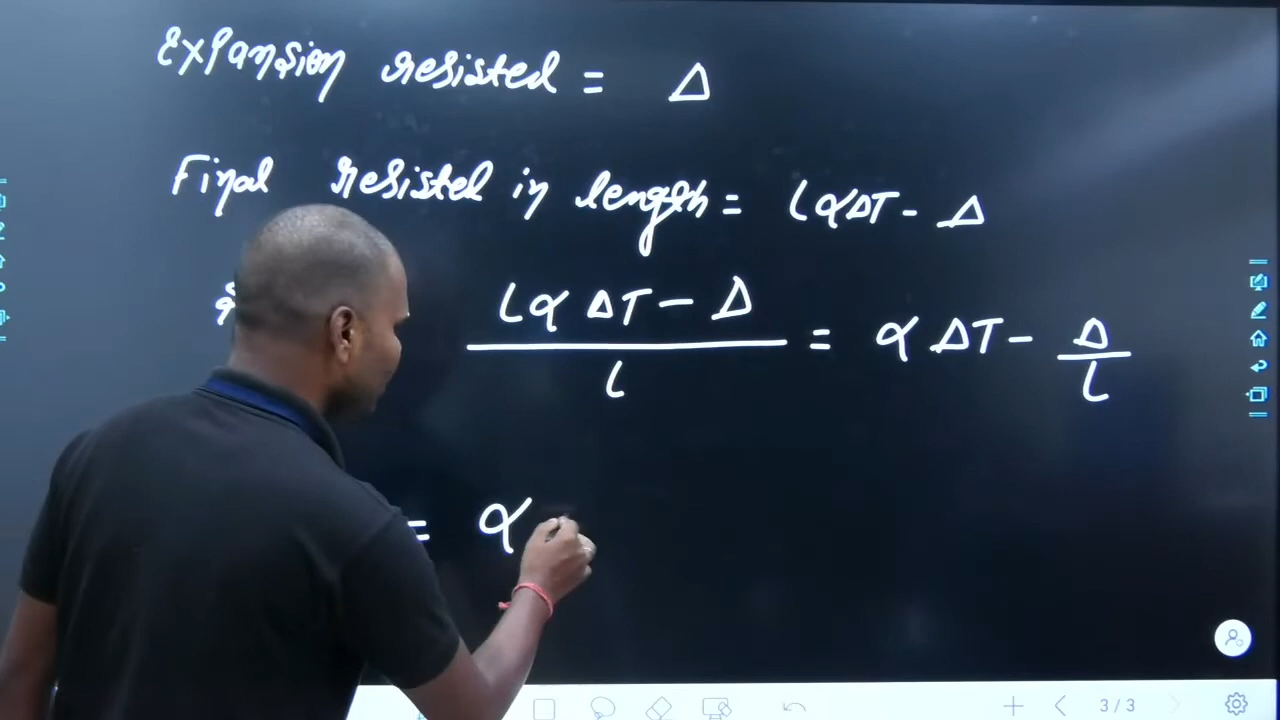 Expansion resisted = Δ
Final resisted in length = lαΔT - Δ
lαΔT - Δ / l = αΔT - Δ / l
= α
3/3